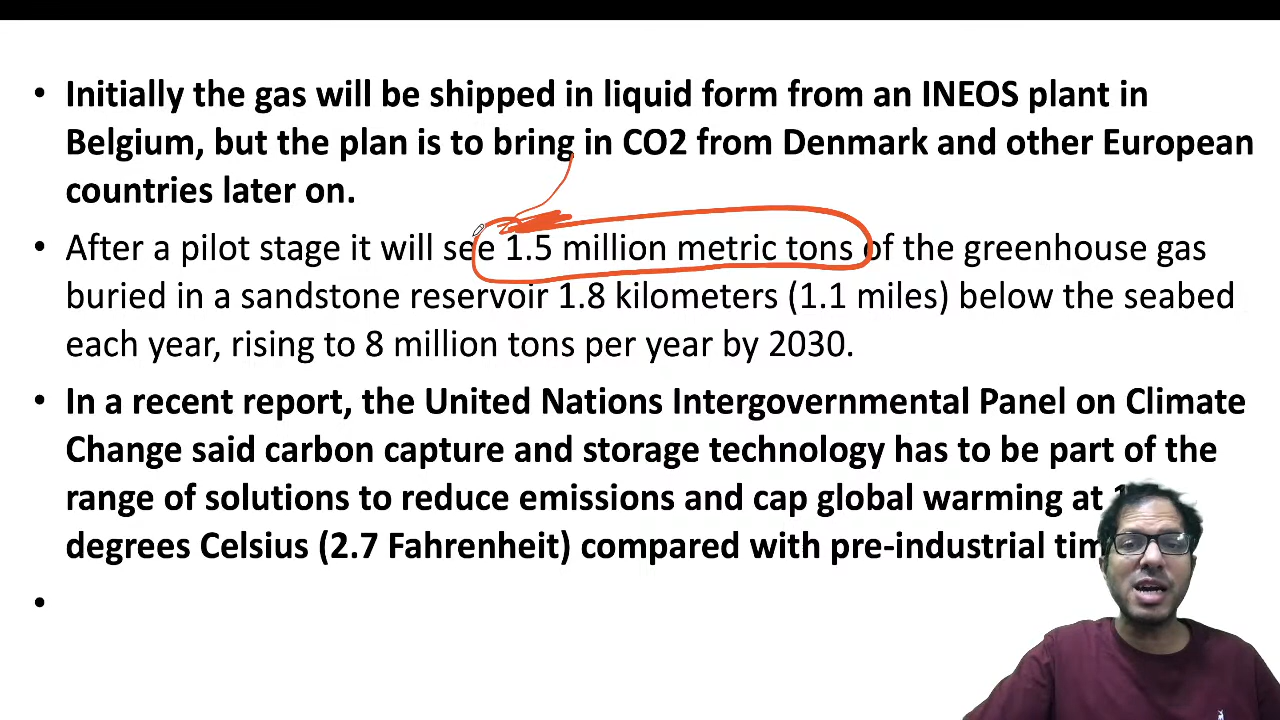 • Initially the gas will be shipped in liquid form from an INEOS plant in
Belgium, but the plan is to bring in CO2 from Denmark and other European
countries later on.
• After a pilot stage it will see 1.5 million metric tons of the greenhouse gas
buried in a sandstone reservoir 1.8 kilometers (1.1 miles) below the seabed
each year, rising to 8 million tons per year by 2030.
• In a recent report, the United Nations Intergovernmental Panel on Climate
Change said carbon capture and storage technology has to be part of the
range of solutions to reduce emissions and cap global warming at
degrees Celsius (2.7 Fahrenheit) compared with pre-industrial
•